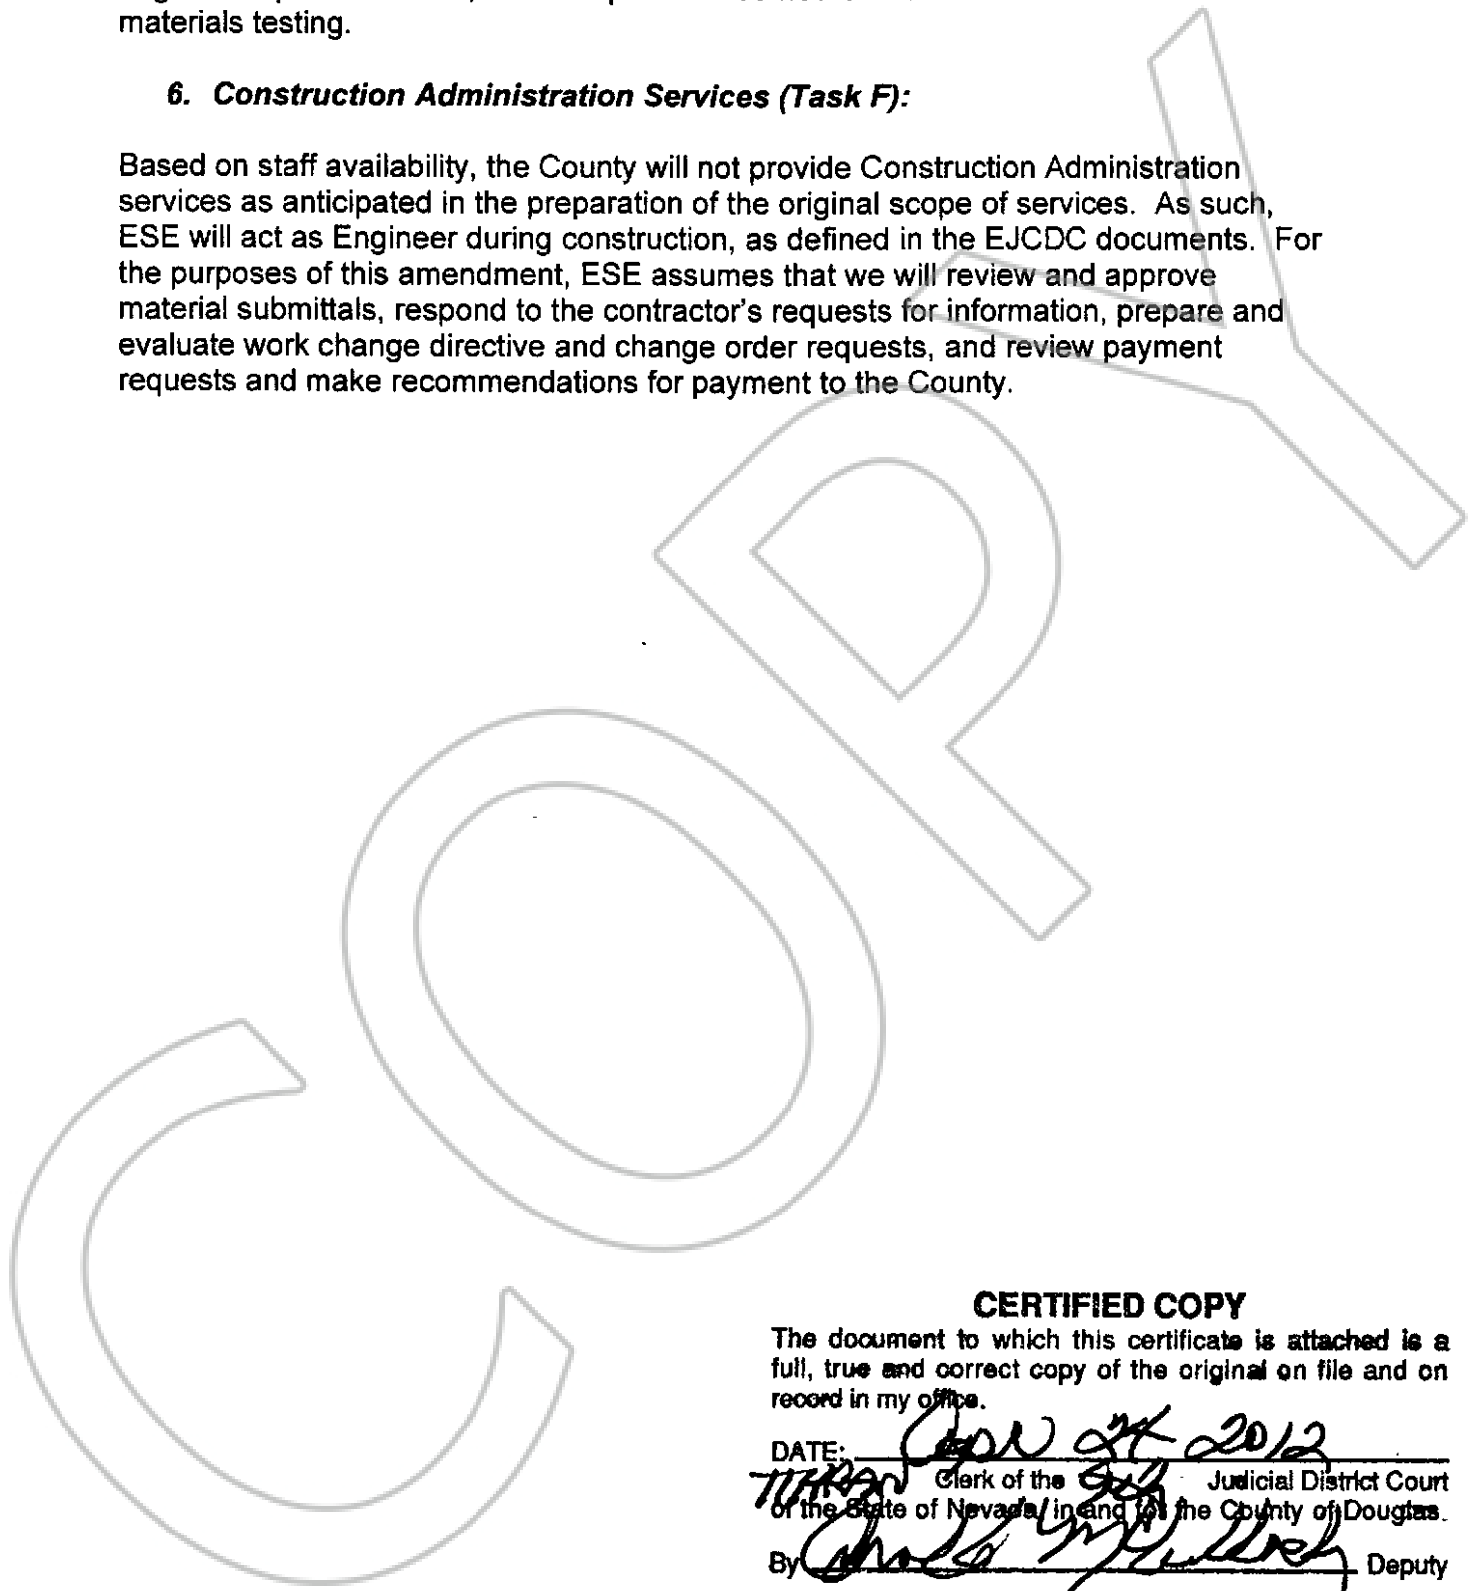 materials testing.
6. Construction Administration Services (Task F):
Based on staff availability, the County will not provide Construction Administration
services as anticipated in the preparation of the original scope of services. As such,
ESE will act as Engineer during construction, as defined in the EJCDC documents. For
the purposes of this amendment, ESE assumes that we will review and approve
material submittals, respond to the contractor's requests for information, prepare and
evaluate work change directive and change order requests, and review payment
requests and make recommendations for payment to the County.
COPY
CERTIFIED COPY
The document to which this certificate is attached is a
full, true and correct copy of the original on file and on
record in my office.
DATE: 2012
Clerk of the Judicial District Court
of the State of Nevada, in and for the County of Douglas.
By Deputy